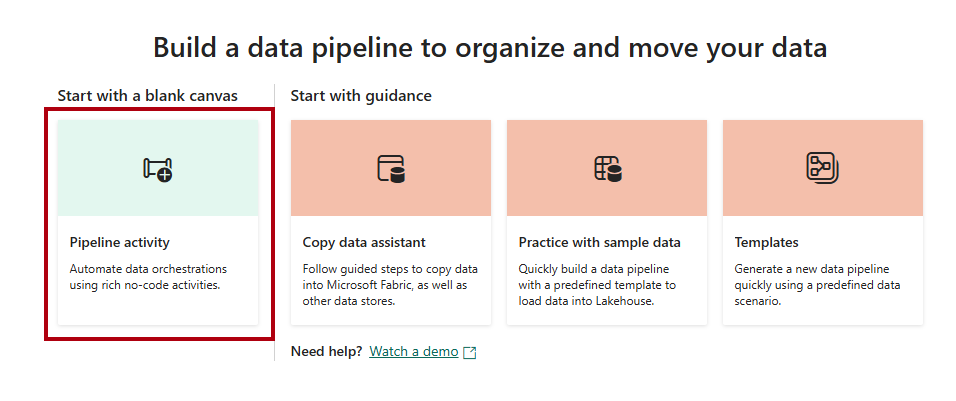 Build a data pipeline to organize and move your data
Start with a blank canvas
Start with guidance
Pipeline activity
Automate data orchestrations
using rich no-code activities.
Copy data assistant
Follow guided steps to copy data
into Microsoft Fabric, as well as
other data stores.
Practice with sample data
Quickly build a data pipeline
with a predefined template to
load data into Lakehouse.
Templates
Generate a new data pipeline
quickly using a predefined data
scenario.
Need help? Watch a demo